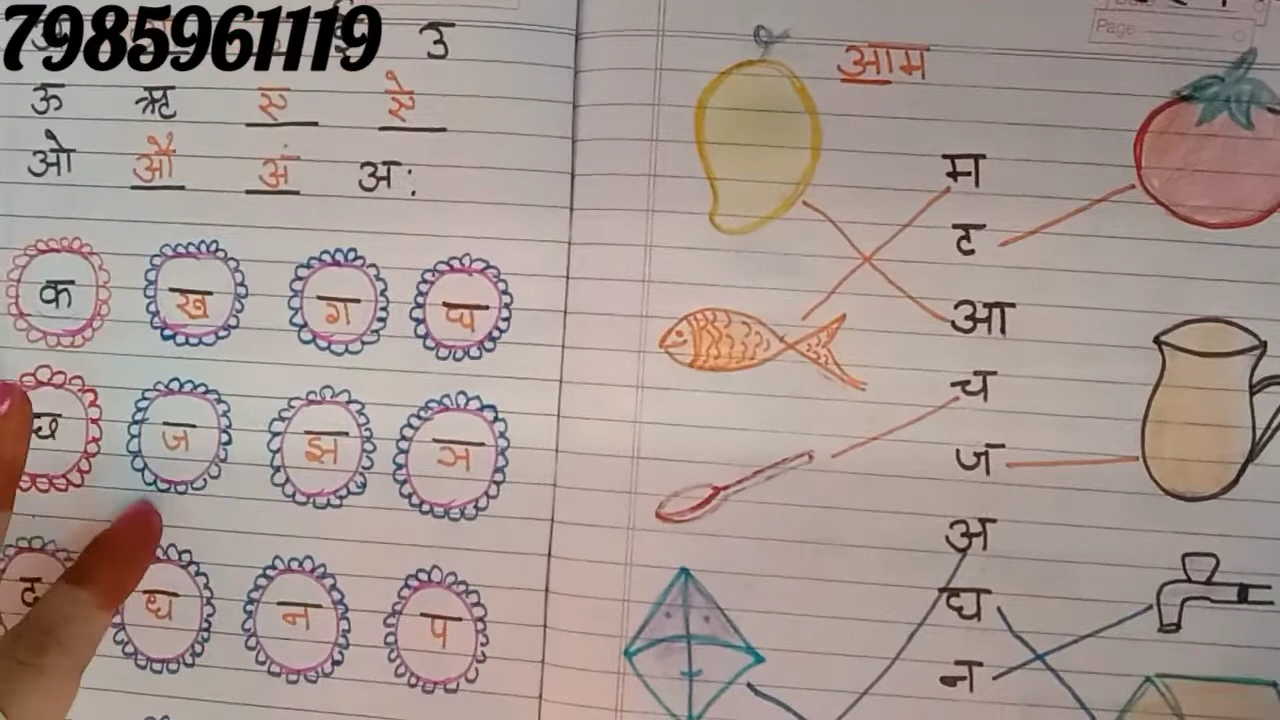 7985961119
उ
Page
ऊ ऋ ए ऐ
ओ औ अं अः
क ख ग घ
छ ज झ ञ
द ध न प
आम
म
ट
आ
च
ज
अ
घ
न